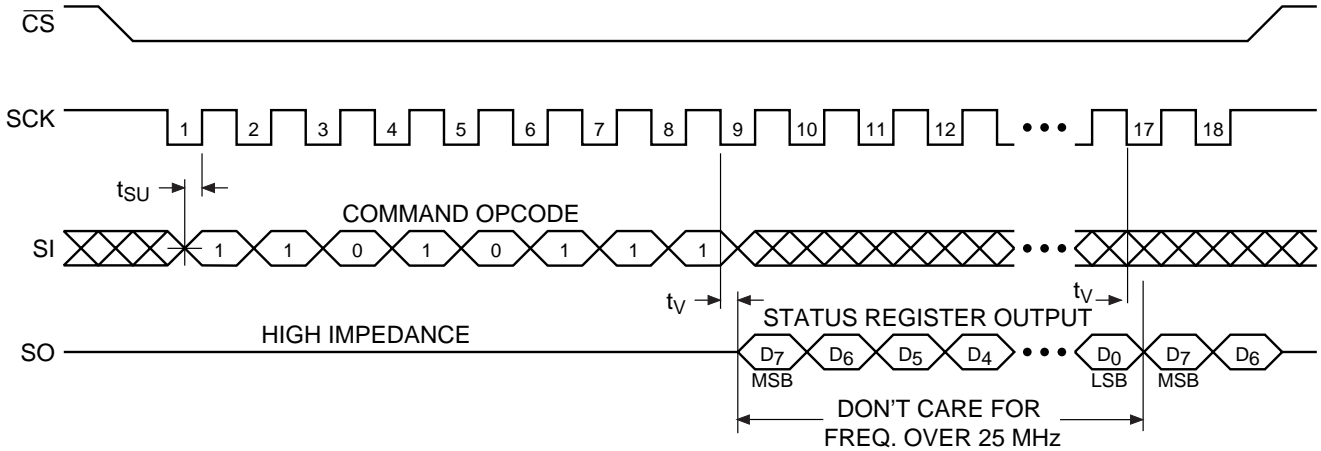 CS
SCK 1 2 3 4 5 6 7 8 9 10 11 12 ••• 17 18
tSU
COMMAND OPCODE
SI 1 1 0 1 0 1 1 1 •••
tV tV
HIGH IMPEDANCE
STATUS REGISTER OUTPUT
SO D7 D6 D5 D4 ••• D0 D7 D6
MSB LSB MSB
DON'T CARE FOR
FREQ. OVER 25 MHz